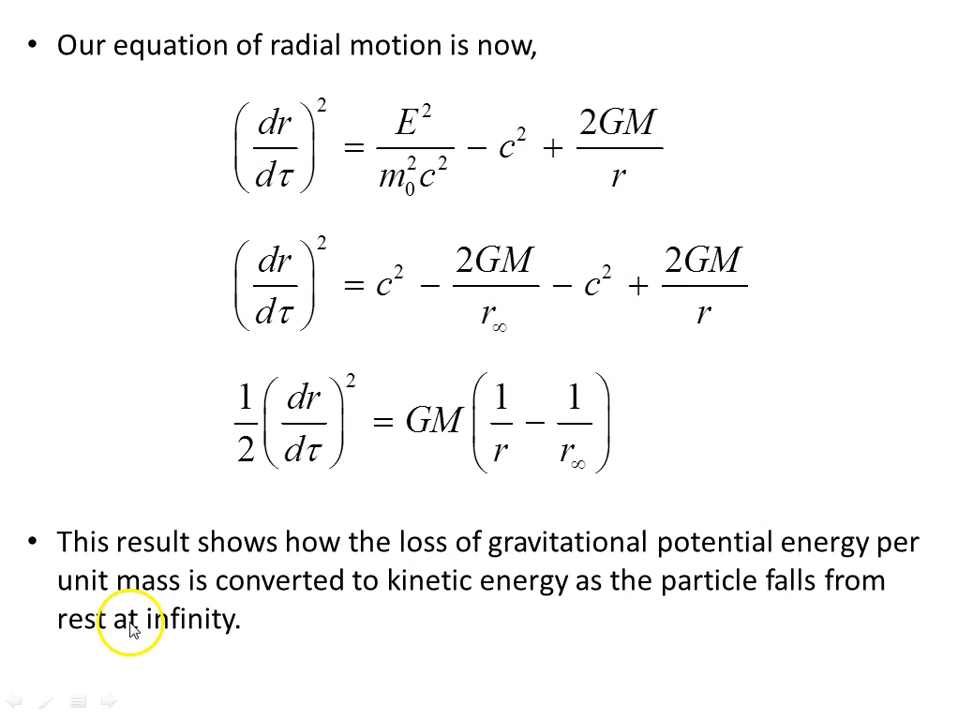 • Our equation of radial motion is now,
(dr/dτ)² = E²/(m₀²c²) − c² + 2GM/r
(dr/dτ)² = c² − 2GM/r∞ − c² + 2GM/r
1/2 (dr/dτ)² = GM(1/r − 1/r∞)
• This result shows how the loss of gravitational potential energy per
unit mass is converted to kinetic energy as the particle falls from
rest at infinity.